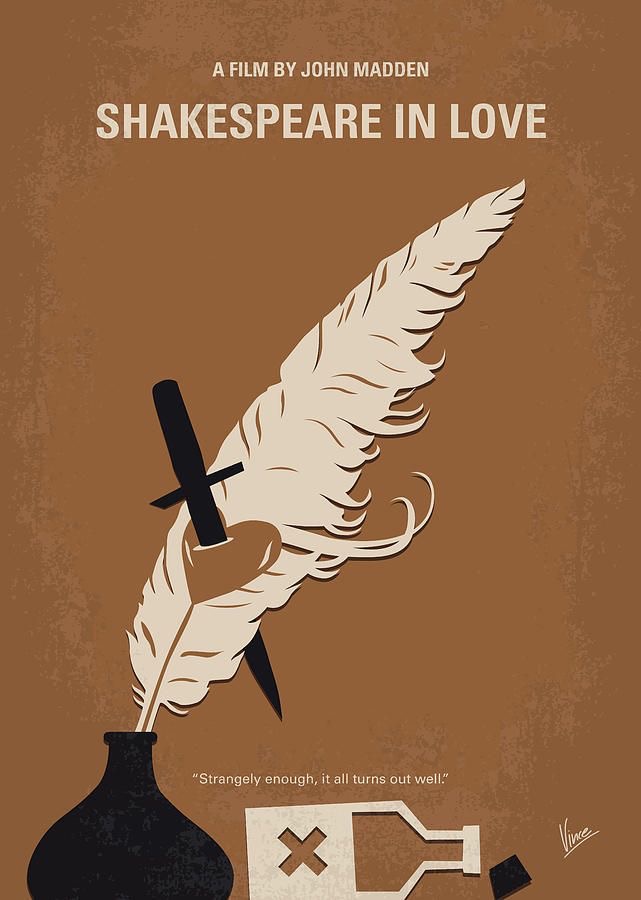 A FILM BY JOHN MADDEN
SHAKESPEARE IN LOVE
“Strangely enough, it all turns out well.”
Vince